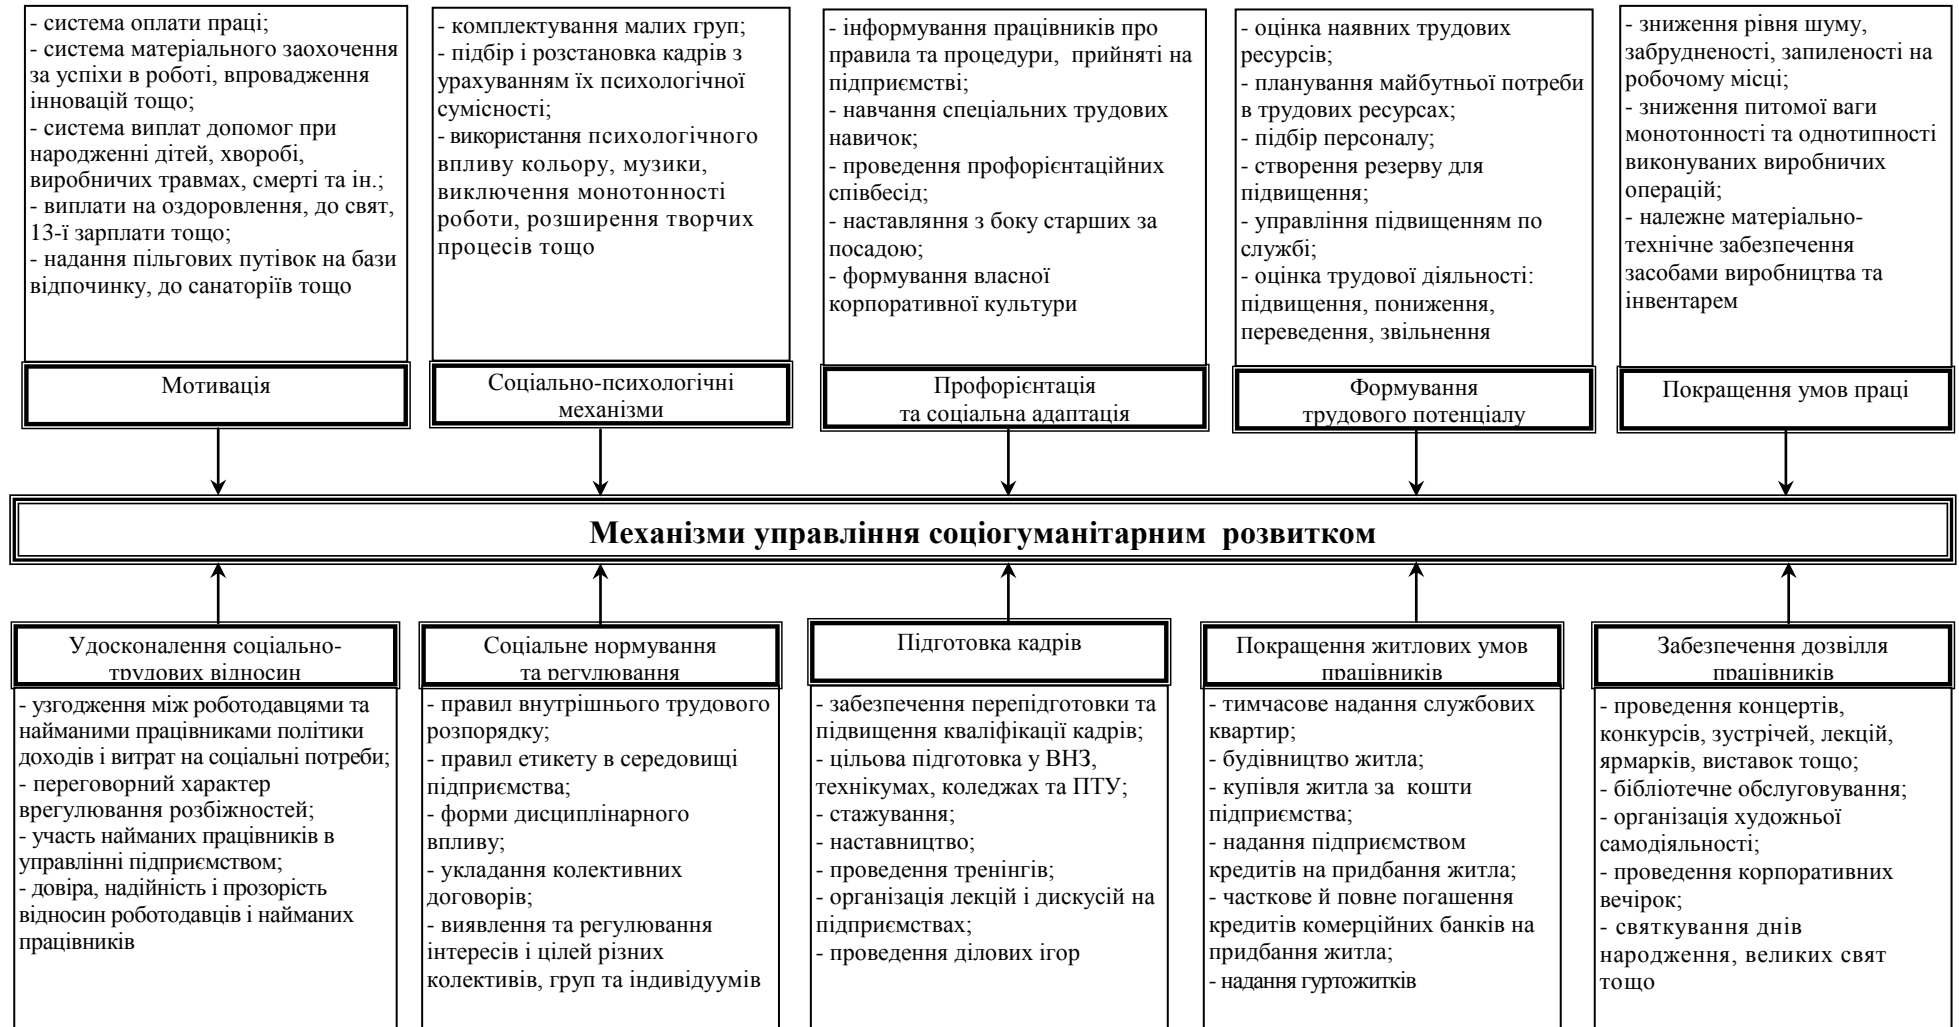 - система оплати праці;
- система матеріального заохочення
за успіхи в роботі, впровадження
інновацій тощо;
- система виплат допомог при
народженні дітей, хворобі,
виробничих травмах, смерті та ін.;
- виплати на оздоровлення, до свят,
13-ї зарплати тощо;
- надання пільгових путівок на бази
відпочинку, до санаторіїв тощо
Мотивація
- комплектування малих груп;
- підбір і розстановка кадрів з
урахуванням їх психологічної
сумісності;
- використання психологічного
впливу кольору, музики,
виключення монотонності
роботи, розширення творчих
процесів тощо
Соціально-психологічні
механізми
- інформування працівників про
правила та процедури, прийняті на
підприємстві;
- навчання спеціальних трудових
навичок;
- проведення профорієнтаційних
співбесід;
- наставляння з боку старших за
посадою;
- формування власної
корпоративної культури
Профорієнтація
та соціальна адаптація
- оцінка наявних трудових
ресурсів;
- планування майбутньої потреби
в трудових ресурсах;
- підбір персоналу;
- створення резерву для
підвищення;
- управління підвищенням по
службі;
- оцінка трудової діяльності:
підвищення, пониження,
переведення, звільнення
Формування
трудового потенціалу
- зниження рівня шуму,
забрудненості, запиленості на
робочому місці;
- зниження питомої ваги
монотонності та однотипності
виконуваних виробничих
операцій;
- належне матеріально-
технічне забезпечення
засобами виробництва та
інвентарем
Покращення умов праці
Механізми управління соціогуманітарним розвитком
Удосконалення соціально-
трудових відносин
- узгодження між роботодавцями та
найманими працівниками політики
доходів і витрат на соціальні потреби;
- переговорний характер
врегулювання розбіжностей;
- участь найманих працівників в
управлінні підприємством;
- довіра, надійність і прозорість
відносин роботодавців і найманих
працівників
Соціальне нормування
та регулювання
- правил внутрішнього трудового
розпорядку;
- правил етикету в середовищі
підприємства;
- форми дисциплінарного
впливу;
- укладання колективних
договорів;
- виявлення та регулювання
інтересів і цілей різних
колективів, груп та індивідуумів
Підготовка кадрів
- забезпечення перепідготовки та
підвищення кваліфікації кадрів;
- цільова підготовка у ВНЗ,
технікумах, коледжах та ПТУ;
- стажування;
- наставництво;
- проведення тренінгів;
- організація лекцій і дискусій на
підприємствах;
- проведення ділових ігор
Покращення житлових умов
працівників
- тимчасове надання службових
квартир;
- будівництво житла;
- купівля житла за кошти
підприємства;
- надання підприємством
кредитів на придбання житла;
- часткове й повне погашення
кредитів комерційних банків на
придбання житла;
- надання гуртожитків
Забезпечення дозвілля
працівників
- проведення концертів,
конкурсів, зустрічей, лекцій,
ярмарків, виставок тощо;
- бібліотечне обслуговування;
- організація художньої
самодіяльності;
- проведення корпоративних
вечірок;
- святкування днів
народження, великих свят
тощо